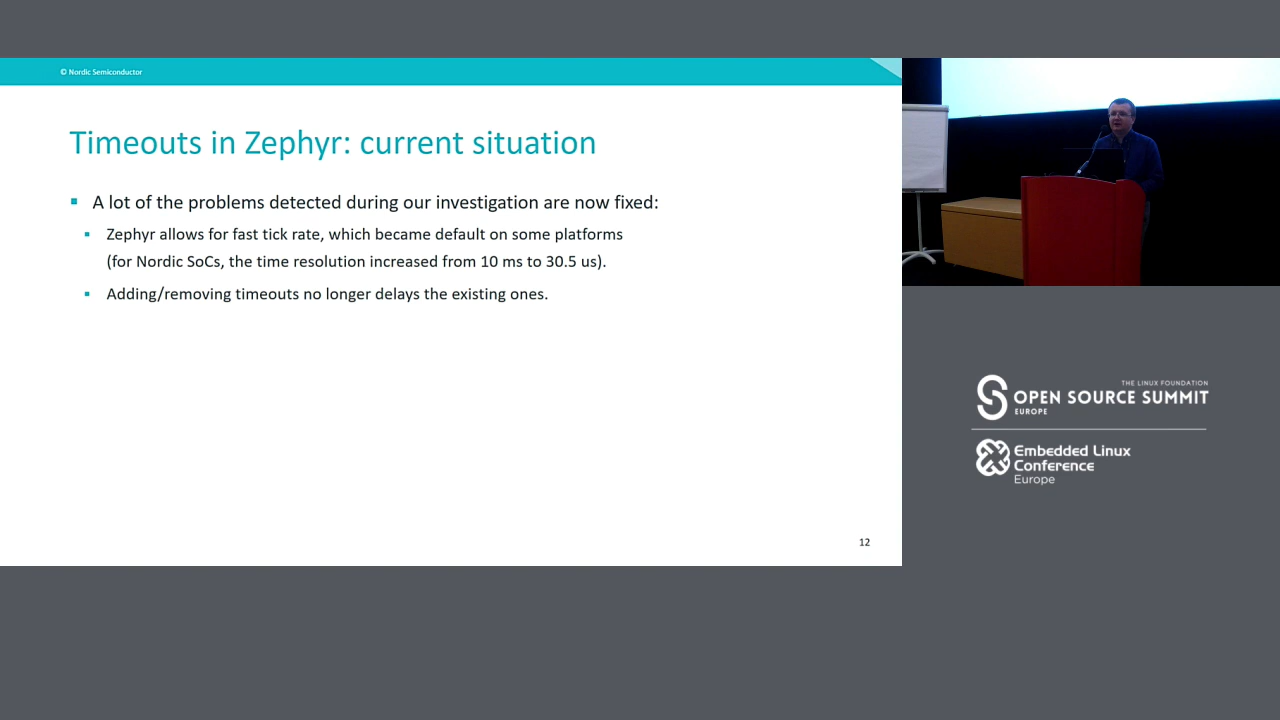 © Nordic Semiconductor
Timeouts in Zephyr: current situation
A lot of the problems detected during our investigation are now fixed:
Zephyr allows for fast tick rate, which became default on some platforms
(for Nordic SoCs, the time resolution increased from 10 ms to 30.5 us).
Adding/removing timeouts no longer delays the existing ones.
12
THE LINUX FOUNDATION
OPEN SOURCE SUMMIT
EUROPE
Embedded Linux
Conference
Europe